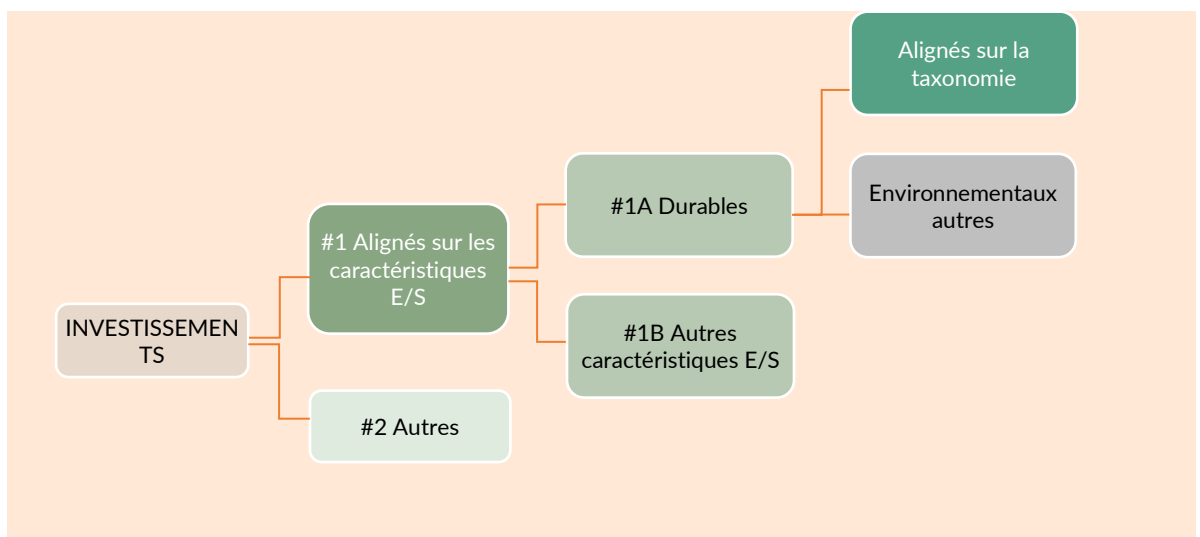 Alignés sur la
taxonomie
#1A Durables
Environnementaux
autres
#1 Alignés sur les
caractéristiques
E/S
INVESTISSEMEN
TS
#1B Autres
caractéristiques E/S
#2 Autres